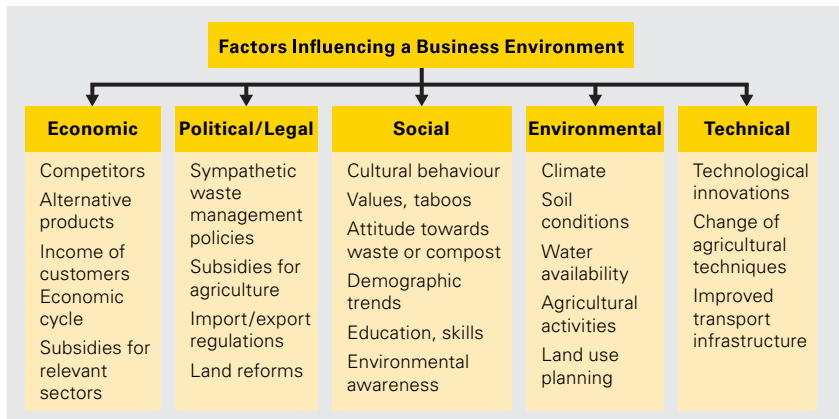 Factors Influencing a Business Environment
Economic
Competitors
Alternative
products
Income of
customers
Economic
cycle
Subsidies for
relevant
sectors
Political/Legal
Sympathetic
waste
management
policies
Subsidies for
agriculture
Import/export
regulations
Land reforms
Social
Cultural behaviour
Values, taboos
Attitude towards
waste or compost
Demographic
trends
Education, skills
Environmental
awareness
Environmental
Climate
Soil
conditions
Water
availability
Agricultural
activities
Land use
planning
Technical
Technological
innovations
Change of
agricultural
techniques
Improved
transport
infrastructure